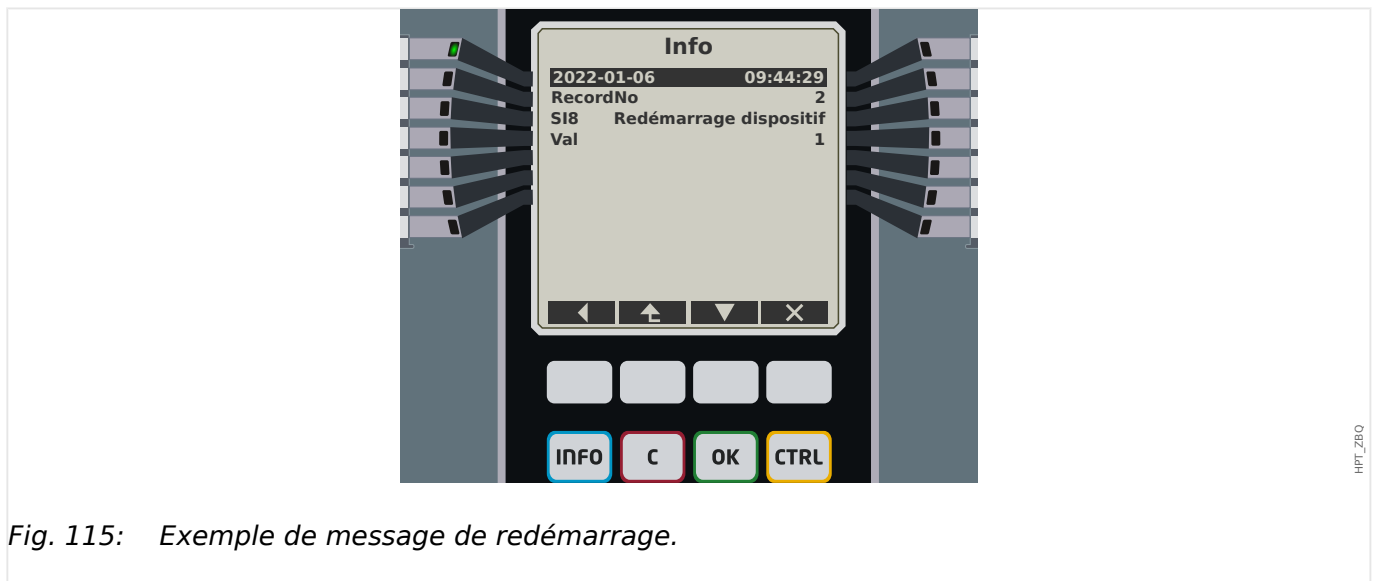 Info
2022-01-06 09:44:29
RecordNo 2
SI8 Redémarrage dispositif
Val 1
INFO C OK CTRL
HPT_ZBQ
Fig. 115: Exemple de message de redémarrage.